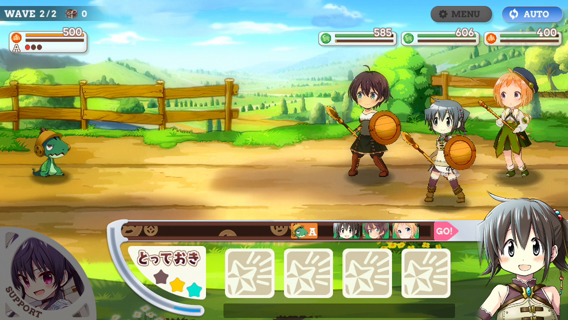 WAVE 2/2 0
MENU
AUTO
500
A
585
606
400
A
GO!
とっておき
SUPPORT